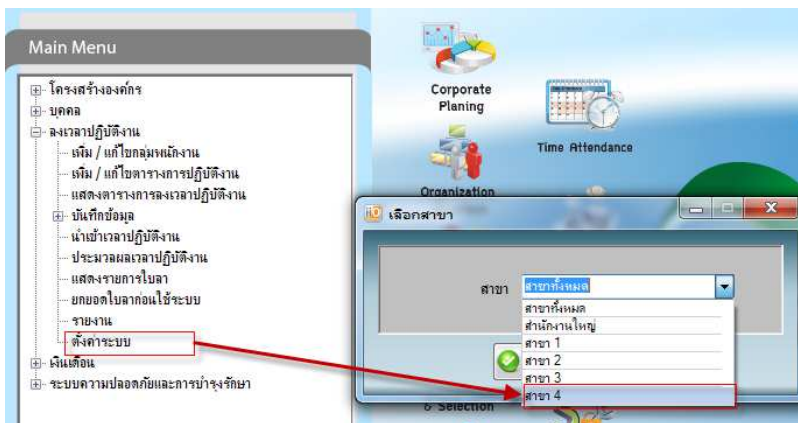 Main Menu
โครงสร้างองค์กร
บุคคล
ลงเวลาปฏิบัติงาน
เพิ่ม / แก้ไขกลุ่มพนักงาน
เพิ่ม / แก้ไขตารางการปฏิบัติงาน
แสดงตารางการลงเวลาปฏิบัติงาน
บันทึกข้อมูล
นำเข้าเวลาปฏิบัติงาน
ประมวลผลเวลาปฏิบัติงาน
แสดงรายการใบลา
ยกยอดใบลาก่อนใช้ระบบ
รายงาน
ตั้งค่าระบบ
เงินเดือน
ระบบความปลอดภัยและการบำรุงรักษา
Corporate
Planing
Time Attendance
Organization
เลือกสาขา
สาขา
สาขาทั้งหมด
สาขาทั้งหมด
สำนักงานใหญ่
สาขา 1
สาขา 2
สาขา 3
สาขา 4
& Selection